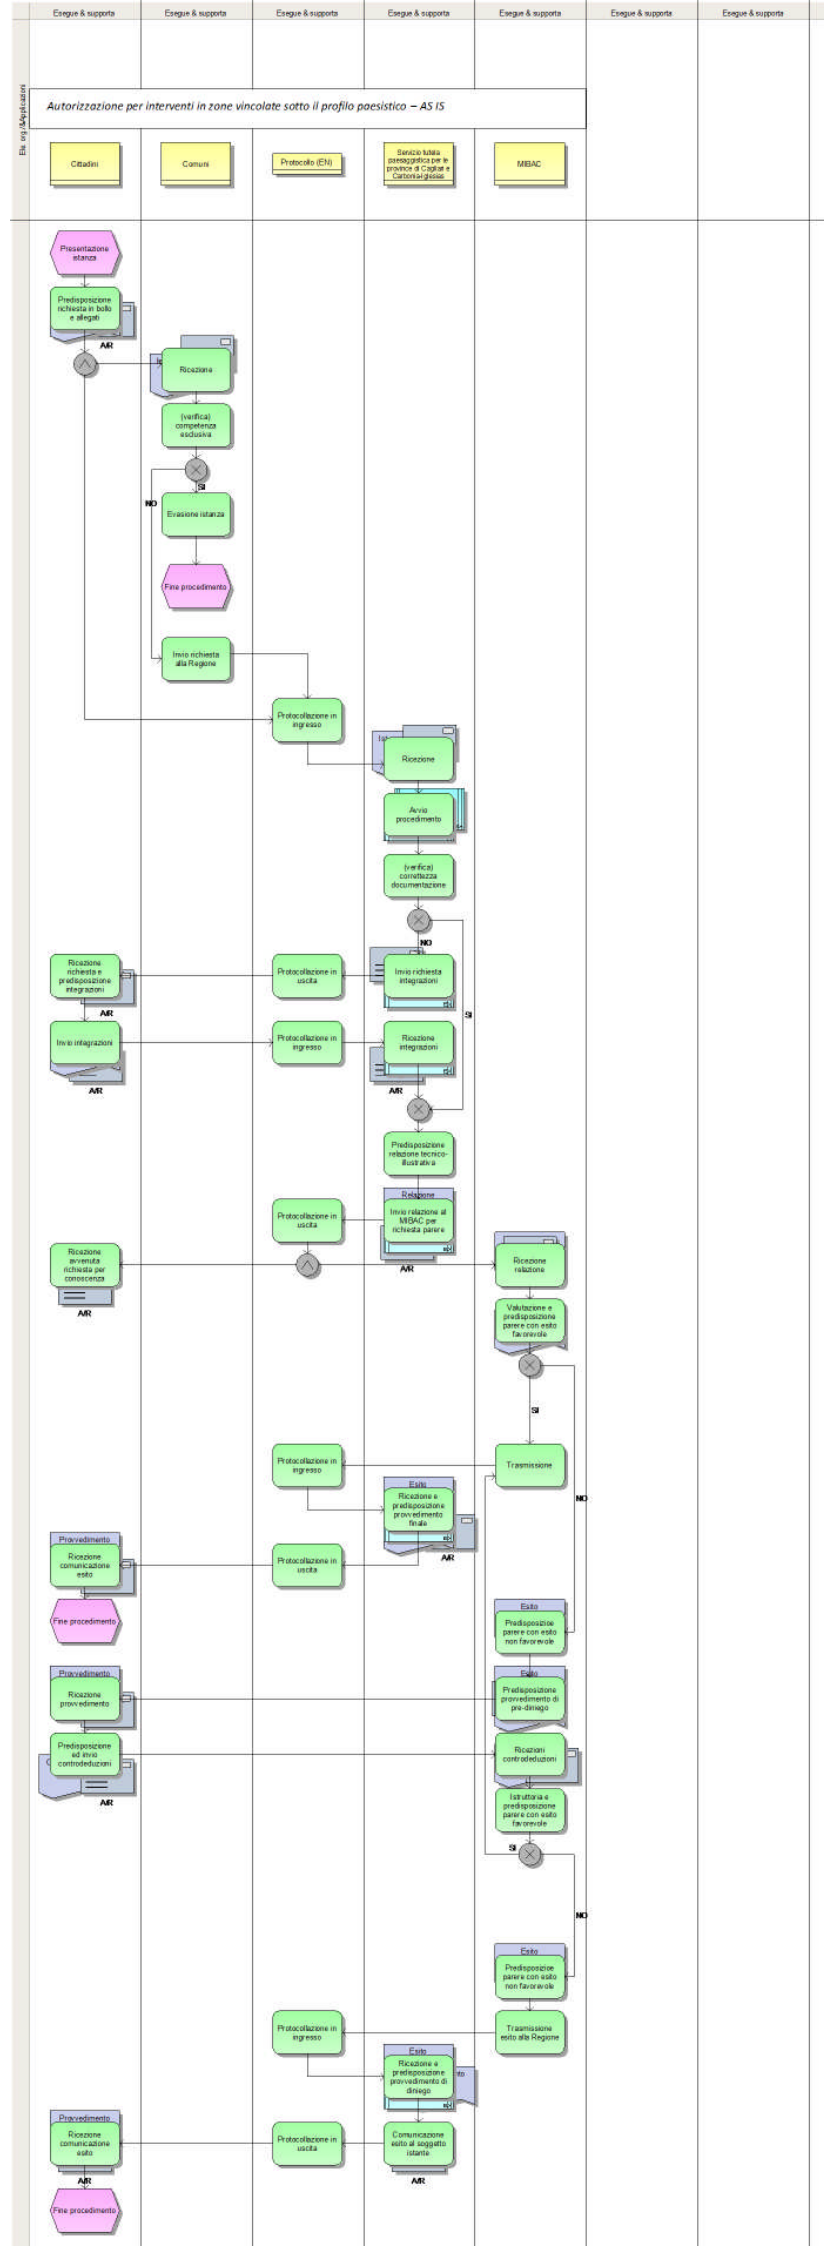 Esegue & supporta
Esegue & supporta
Esegue & supporta
Esegue & supporta
Esegue & supporta
Esegue & supporta
Esegue & supporta
Autorizzazione per interventi in zone vincolate sotto il profilo paesistico – AS IS
Cittadini
Comuni
Protocollo (EN)
Servizio tutela
paesaggistica per le
province di Cagliari e
Carbonia-Iglesias
MIBAC
Presentazione
istanza
Predisposizione
richiesta in bollo
e allegati
A/R
Ricezione
(verifica)
competenza
esclusiva
SI
NO
Evasione istanza
Fine procedimento
Invio richiesta
alla Regione
Protocollazione in
ingresso
Ricezione
Avvio
procedimento
(verifica)
correttezza
documentazione
NO
Ricezione
richiesta e
predisposizione
integrazioni
Protocollazione in
uscita
Invio richiesta
integrazioni
A/R
SI
Invio integrazioni
Protocollazione in
ingresso
Ricezione
integrazioni
A/R
A/R
Predisposizione
relazione tecnico-
illustrativa
Relazione
Protocollazione in
uscita
Invio relazione al
MIBAC per
richiesta parere
A/R
Ricezione
avvenuta
richiesta per
conoscenza
A/R
Ricezione
relazione
Valutazione e
predisposizione
parere con esito
favorevole
SI
Protocollazione in
ingresso
Trasmissione
NO
Esito
Ricezione e
predisposizione
provvedimento
finale
A/R
Provvedimento
Ricezione
comunicazione
esito
Protocollazione in
uscita
Fine procedimento
Esito
Predisposizioe
parere con esito
non favorevole
Provvedimento
Ricezione
provvedimento
Esito
Predisposizione
provvedimento di
pre-diniego
Predisposizione
ed invio
controdeduzioni
A/R
Ricezioni
controdeduzioni
Istruttoria e
predisposizione
parere con esito
favorevole
SI
NO
Esito
Predisposizioe
parere con esito
non favorevole
Protocollazione in
ingresso
Trasmissione
esito alla Regione
Esito
Ricezione e
predisposizione
provvedimento di
diniego
Provvedimento
Ricezione
comunicazione
esito
A/R
Protocollazione in
uscita
Comunicazione
esito al soggetto
istante
A/R
Fine procedimento